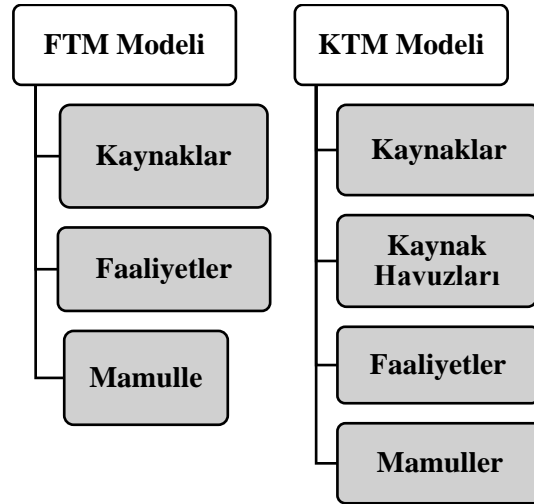 FTM Modeli
Kaynaklar
Faaliyetler
Mamulle
KTM Modeli
Kaynaklar
Kaynak
Havuzları
Faaliyetler
Mamuller